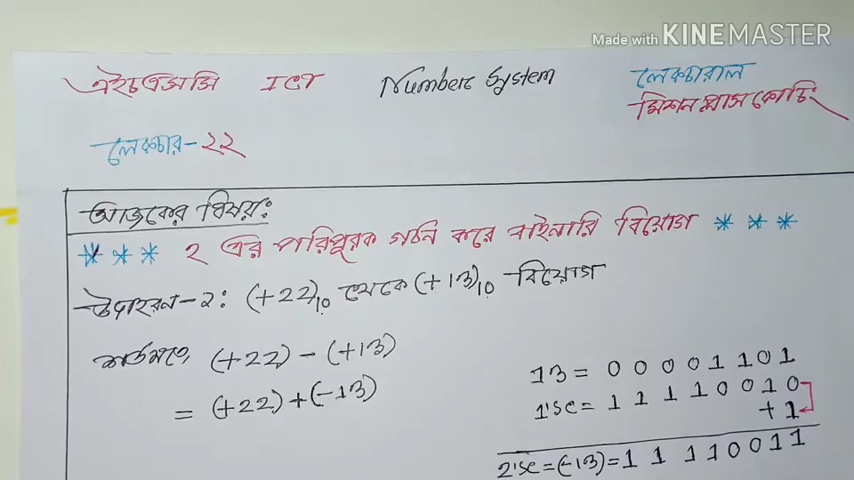 Made with KINEMASTER
এইচএসসি ICT Number System লেকচারাল
মিশন প্লাস কোচিং
লেকচার-২২
আজকের বিষয়:
*** ২ এর পরিপূরক গঠন করে বাইনারি বিয়োগ ***
উদাহরন-২: (+22)10 থেকে (+13)10 বিয়োগ
শর্তমতে, (+22) - (+13)
= (+22) + (-13)
13 = 0 0 0 0 1 1 0 1
1'sc = 1 1 1 1 0 0 1 0
+ 1
2'sc = (-13) = 1 1 1 1 0 0 1 1